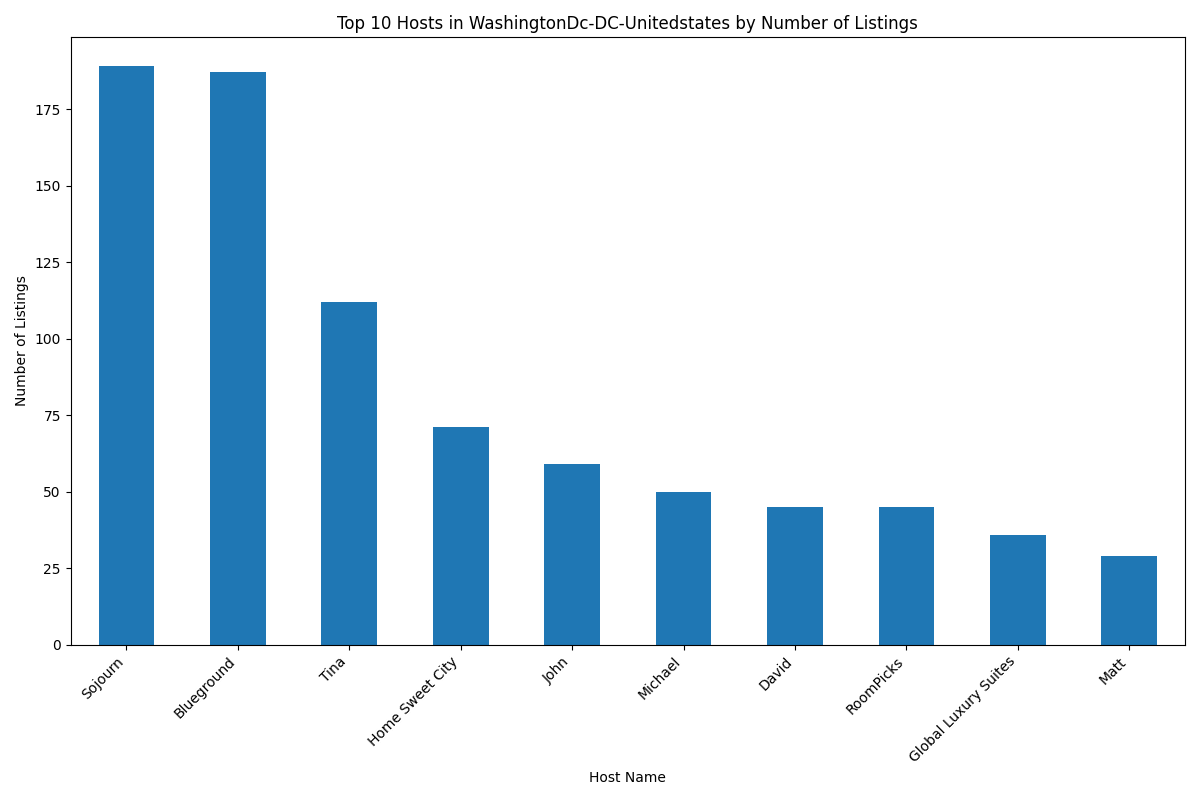 Top 10 Hosts in WashingtonDc-DC-Unitedstates by Number of Listings
175
150
125
100
75
50
25
0
Number of Listings
Sojourn
Blueground
Tina
Home Sweet City
John
Michael
David
RoomPicks
Global Luxury Suites
Matt
Host Name